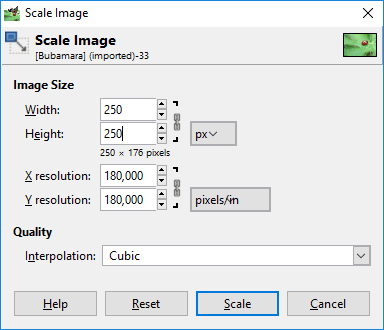 Scale Image
Scale Image
[Bubamara] (imported)-33
Image Size
Width: 250
Height: 250 px
250 × 176 pixels
X resolution: 180,000
Y resolution: 180,000 pixels/in
Quality
Interpolation: Cubic
Help Reset Scale Cancel